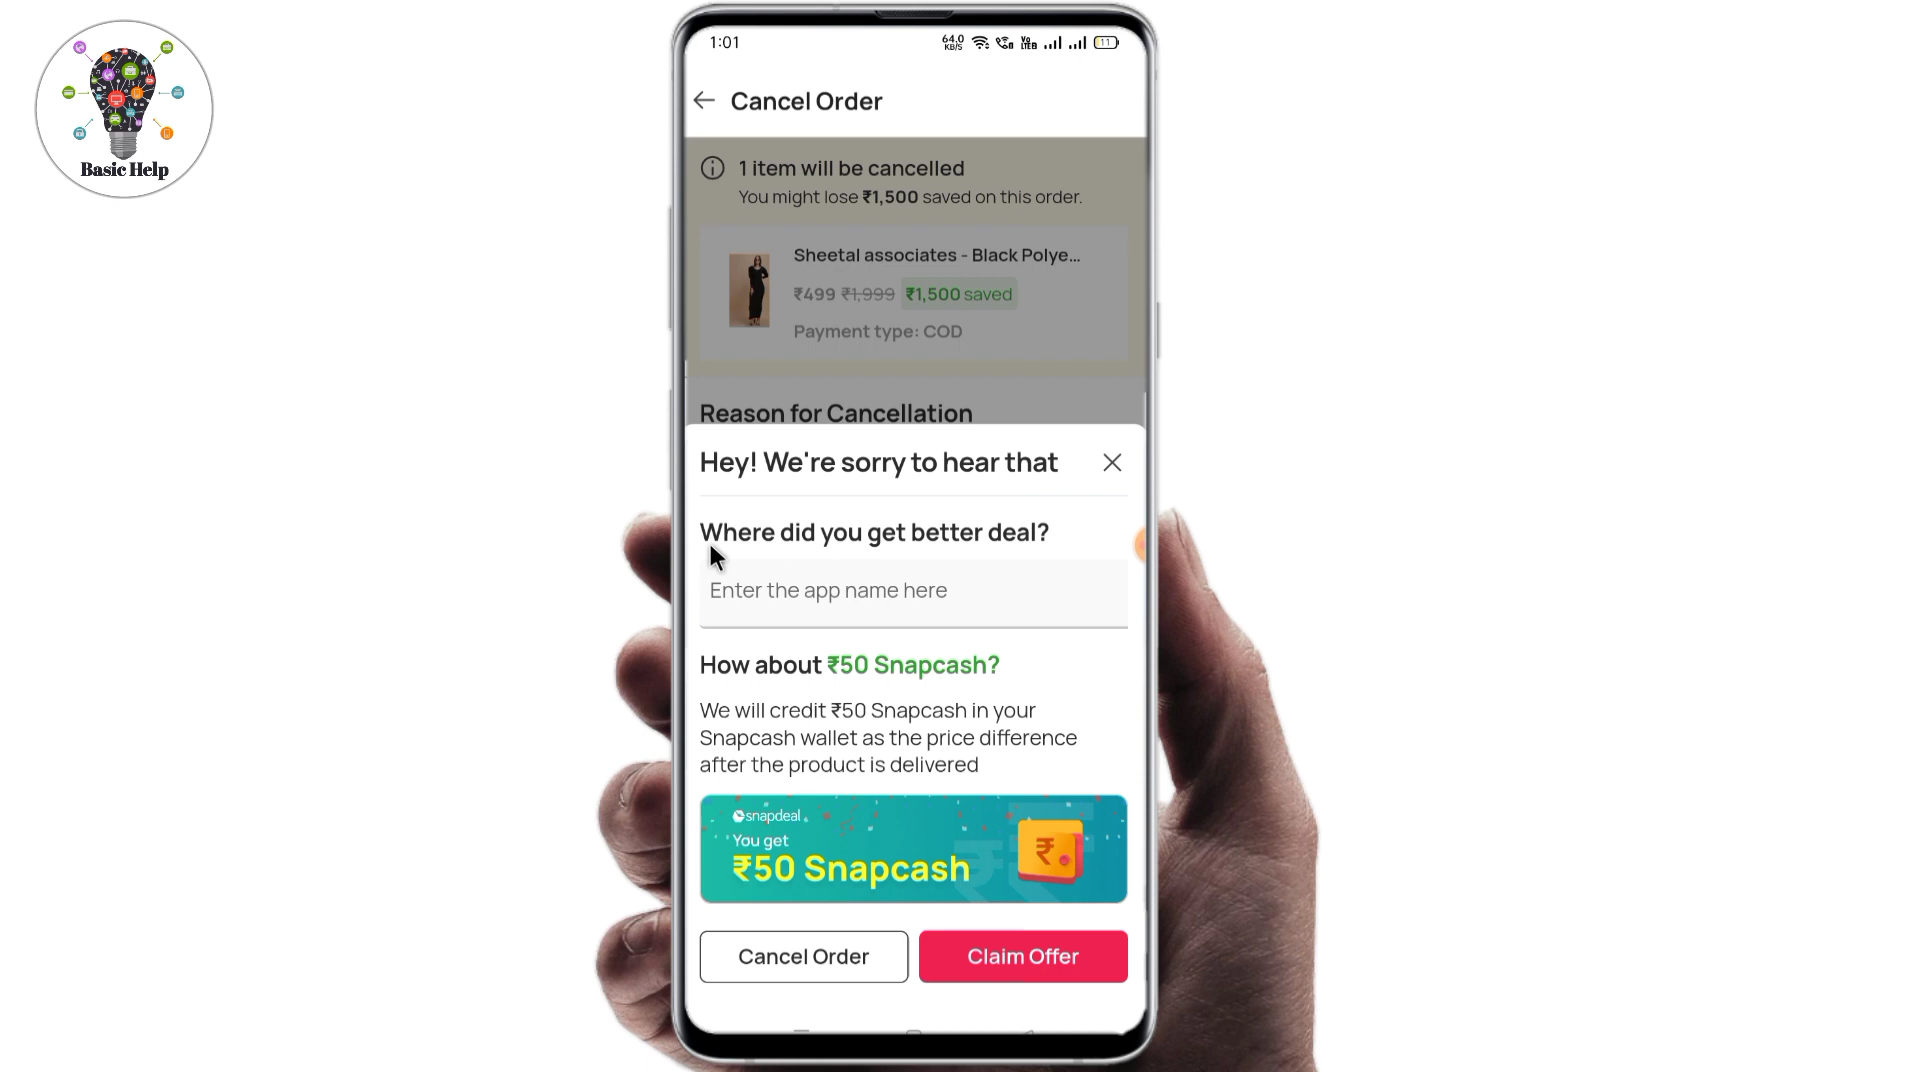 Basic Help
1:01
64.0
KB/S
Vo
LTE
11
Cancel Order
1 item will be cancelled
You might lose ₹1,500 saved on this order.
Sheetal associates - Black Polye...
₹499 ₹1,999 ₹1,500 saved
Payment type: COD
Reason for Cancellation
Hey! We're sorry to hear that
Where did you get better deal?
Enter the app name here
How about ₹50 Snapcash?
We will credit ₹50 Snapcash in your
Snapcash wallet as the price difference
after the product is delivered
snapdeal
You get
₹50 Snapcash
₹
Cancel Order
Claim Offer